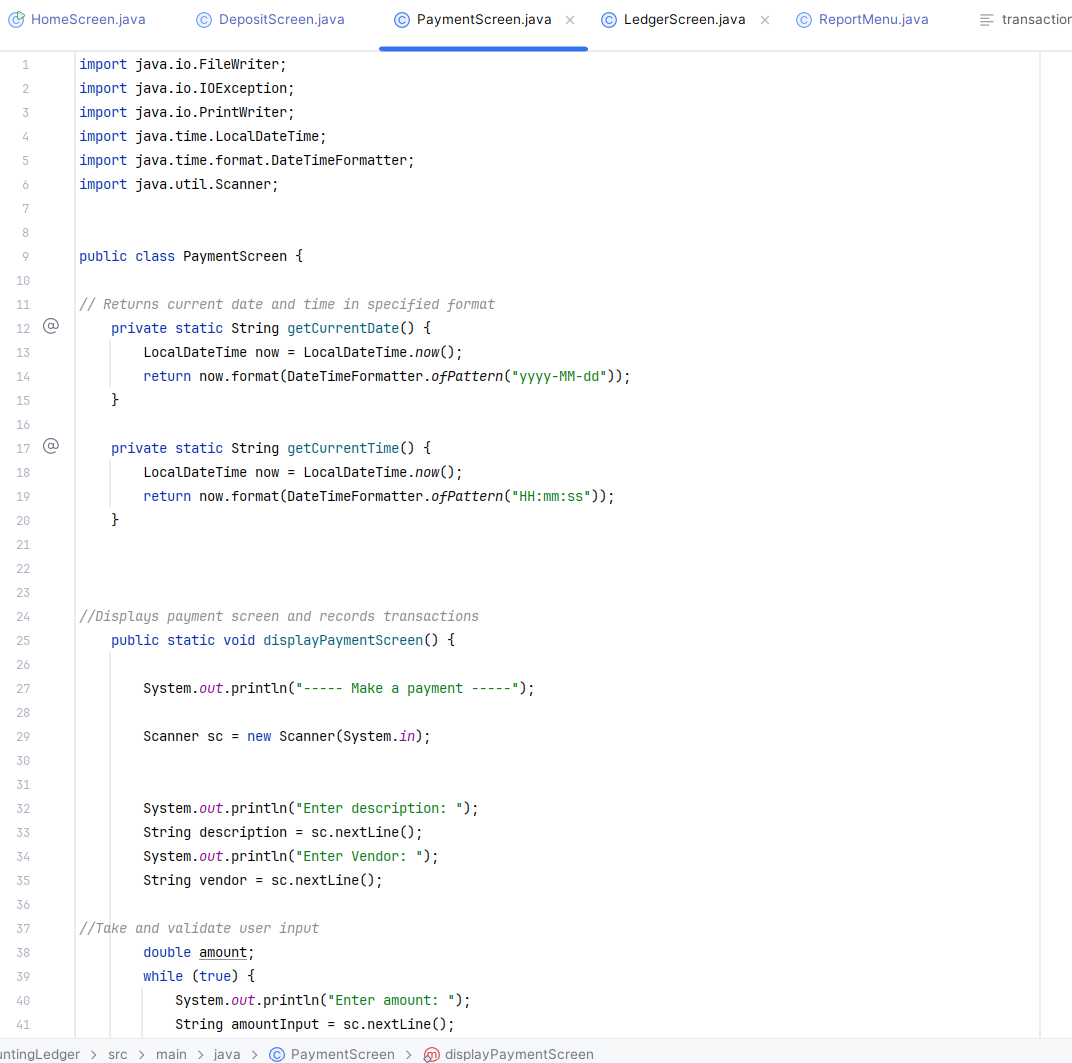 HomeScreen.java DepositScreen.java PaymentScreen.java LedgerScreen.java ReportMenu.java transaction
1 import java.io.FileWriter;
2 import java.io.IOException;
3 import java.io.PrintWriter;
4 import java.time.LocalDateTime;
5 import java.time.format.DateTimeFormatter;
6 import java.util.Scanner;
7
8
9 public class PaymentScreen {
10
11 // Returns current date and time in specified format
12 @ private static String getCurrentDate() {
13 LocalDateTime now = LocalDateTime.now();
14 return now.format(DateTimeFormatter.ofPattern("yyyy-MM-dd"));
15 }
16
17 @ private static String getCurrentTime() {
18 LocalDateTime now = LocalDateTime.now();
19 return now.format(DateTimeFormatter.ofPattern("HH:mm:ss"));
20 }
21
22
23
24 //Displays payment screen and records transactions
25 public static void displayPaymentScreen() {
26
27 System.out.println("----- Make a payment -----");
28
29 Scanner sc = new Scanner(System.in);
30
31
32 System.out.println("Enter description: ");
33 String description = sc.nextLine();
34 System.out.println("Enter Vendor: ");
35 String vendor = sc.nextLine();
36
37 //Take and validate user input
38 double amount;
39 while (true) {
40 System.out.println("Enter amount: ");
41 String amountInput = sc.nextLine();
untingLedger > src > main > java > PaymentScreen > displayPaymentScreen